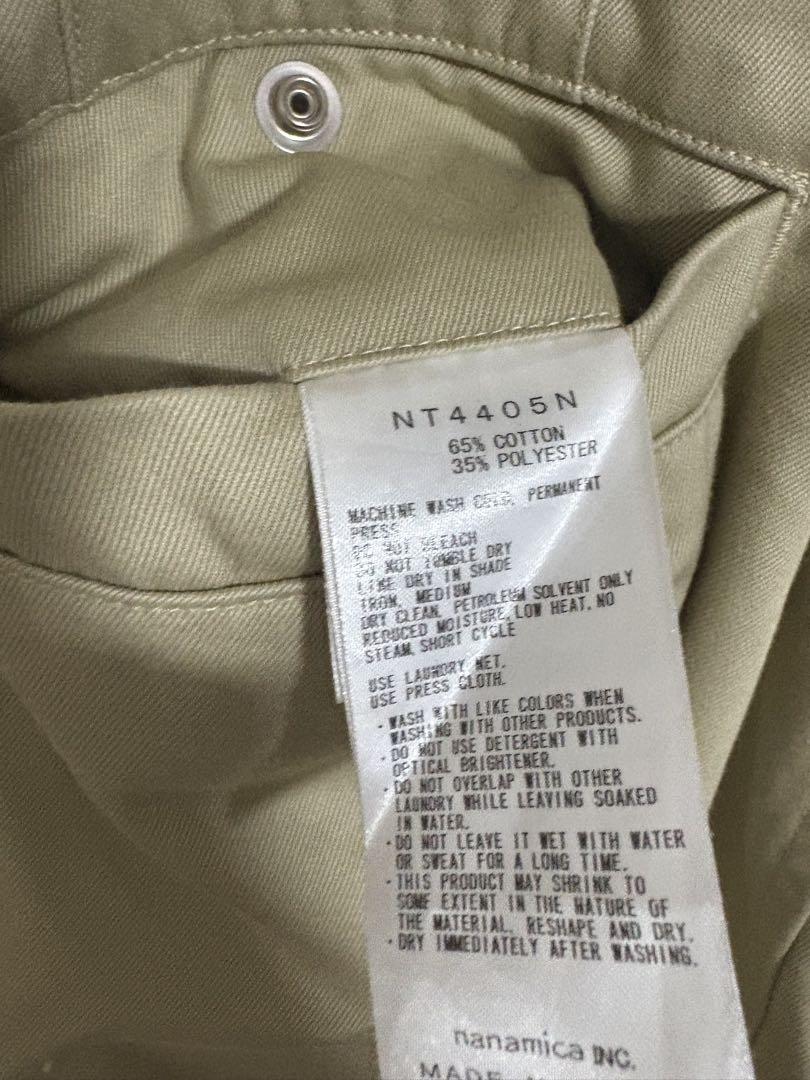 NT4405N
65% COTTON
35% POLYESTER
MACHINE WASH COLD, PERMANENT
PRESS
DO NOT BLEACH
DO NOT TUMBLE DRY
LINE DRY IN SHADE
IRON, MEDIUM
DRY CLEAN, PETROLEUM SOLVENT ONLY
REDUCED MOISTURE, LOW HEAT, NO
STEAM, SHORT CYCLE
USE LAUNDRY NET.
USE PRESS CLOTH.
・WASH WITH LIKE COLORS WHEN
WASHING WITH OTHER PRODUCTS.
・DO NOT USE DETERGENT WITH
OPTICAL BRIGHTENER.
・DO NOT OVERLAP WITH OTHER
LAUNDRY WHILE LEAVING SOAKED
IN WATER.
・DO NOT LEAVE IT WET WITH WATER
OR SWEAT FOR A LONG TIME.
・THIS PRODUCT MAY SHRINK TO
SOME EXTENT IN THE NATURE OF
THE MATERIAL. RESHAPE AND DRY.
・DRY IMMEDIATELY AFTER WASHING.
nanamica INC.
MADE